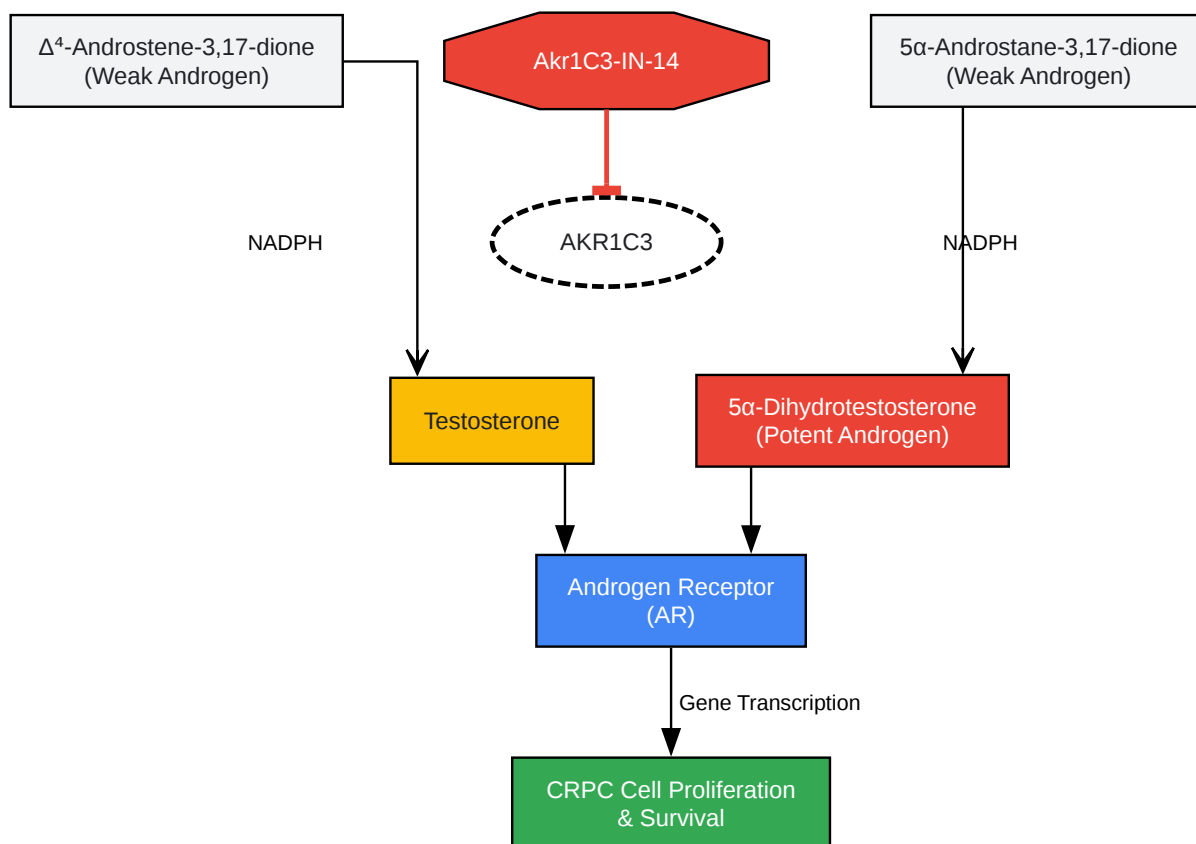 Δ⁴-Androstene-3,17-dione
(Weak Androgen)
Akr1C3-IN-14
5α-Androstane-3,17-dione
(Weak Androgen)
NADPH
AKR1C3
NADPH
Testosterone
5α-Dihydrotestosterone
(Potent Androgen)
Androgen Receptor
(AR)
Gene Transcription
CRPC Cell Proliferation
& Survival